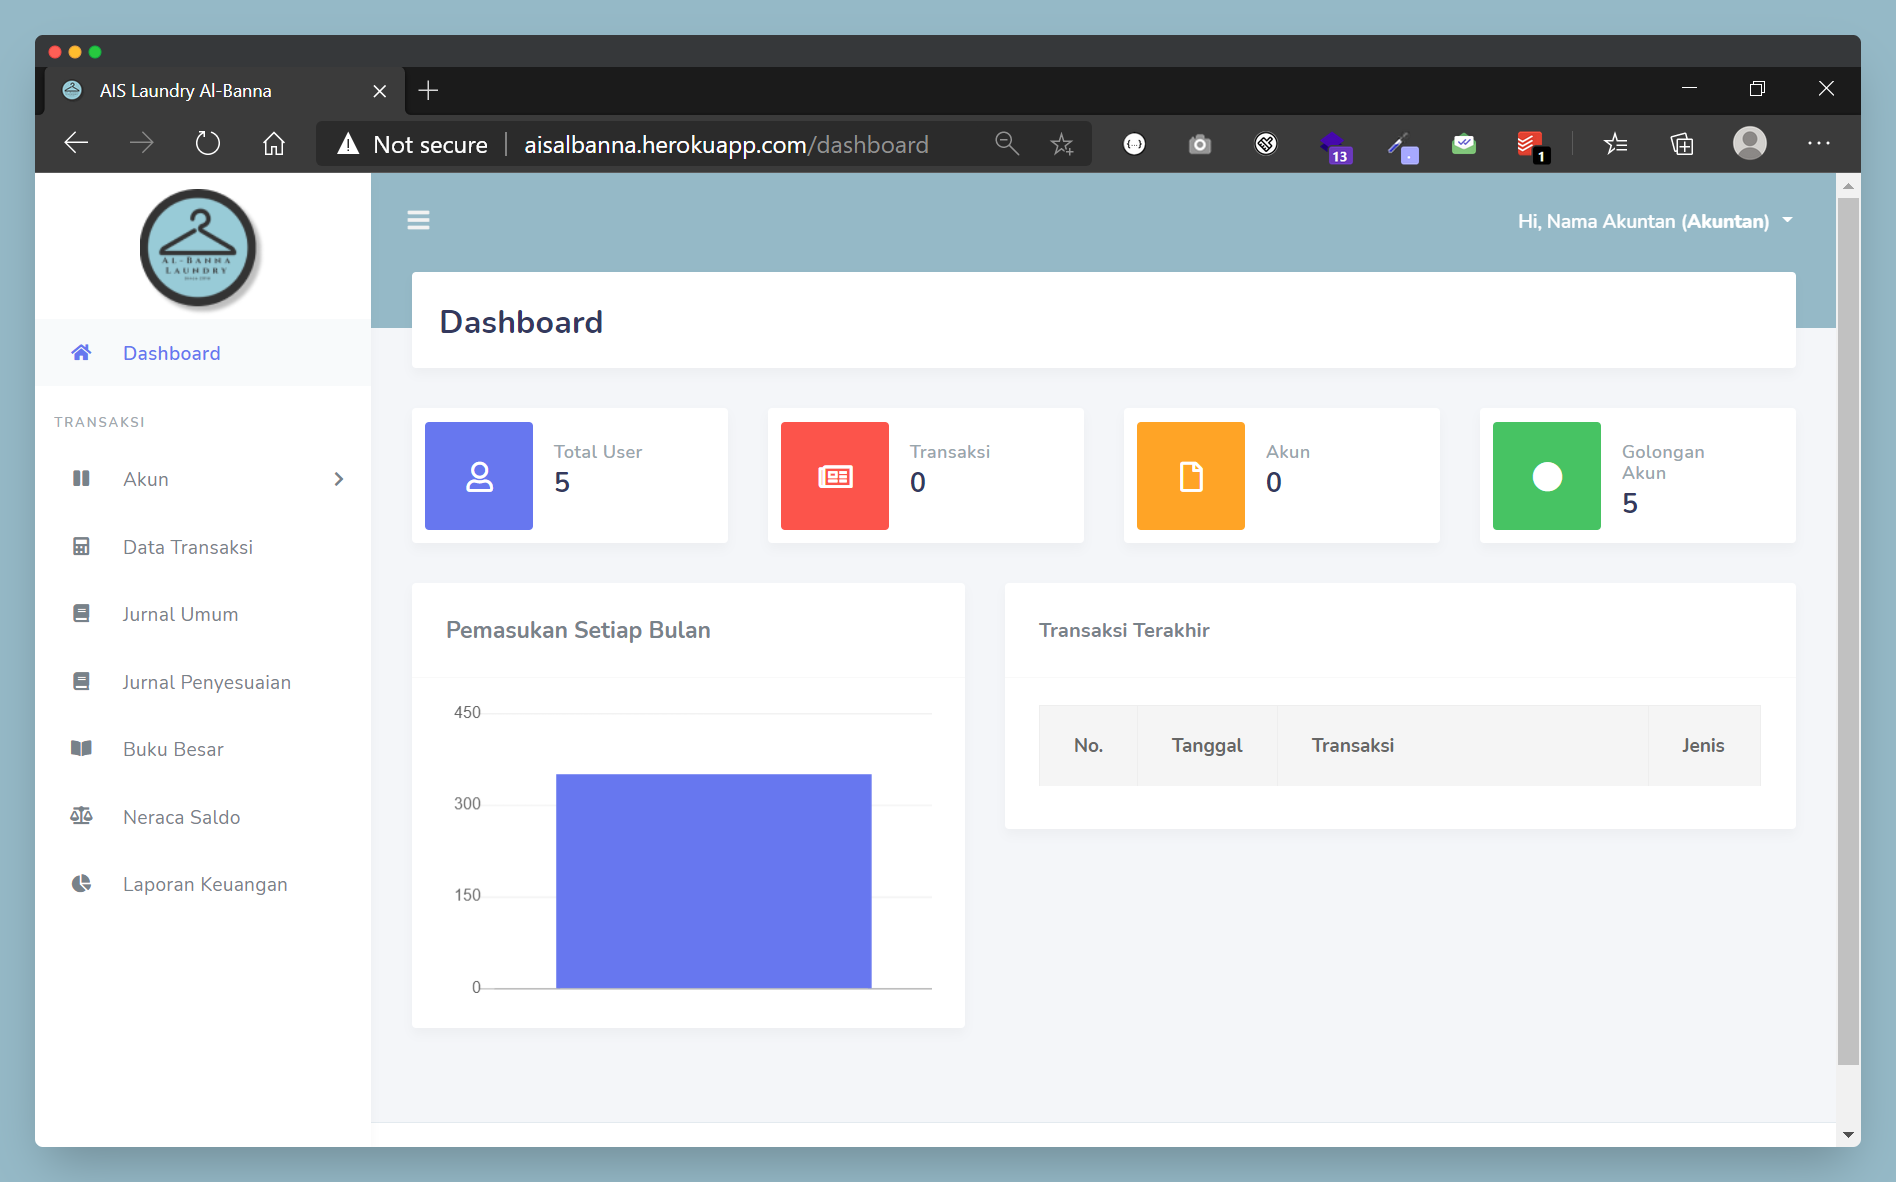 AIS Laundry Al-Banna
Not secure | aisalbanna.herokuapp.com/dashboard
13
1
AL-BANNA
LAUNDRY
Hi, Nama Akuntan (Akuntan)
Dashboard
Dashboard
TRANSAKSI
Akun
Data Transaksi
Jurnal Umum
Jurnal Penyesuaian
Buku Besar
Neraca Saldo
Laporan Keuangan
Total User
5
Transaksi
0
Akun
0
Golongan
Akun
5
Pemasukan Setiap Bulan
450
300
150
0
Transaksi Terakhir
No. Tanggal Transaksi Jenis